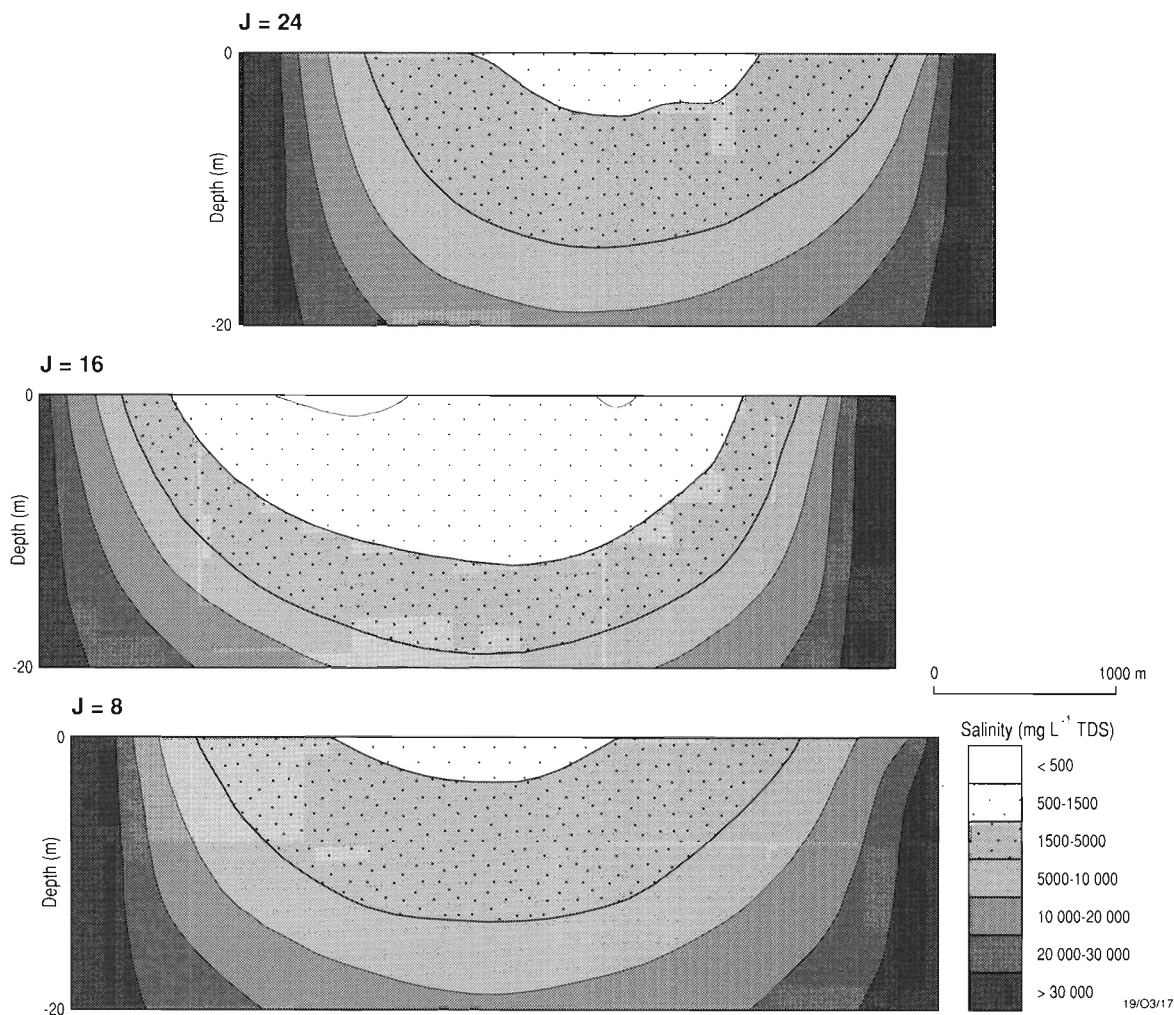 J = 24
0
Depth (m)
-20
J = 16
0
Depth (m)
-20
0 1000 m
J = 8
0
Depth (m)
-20
Salinity (mg L⁻¹ TDS)
< 500
500-1500
1500-5000
5000-10 000
10 000-20 000
20 000-30 000
> 30 000
19/O3/17